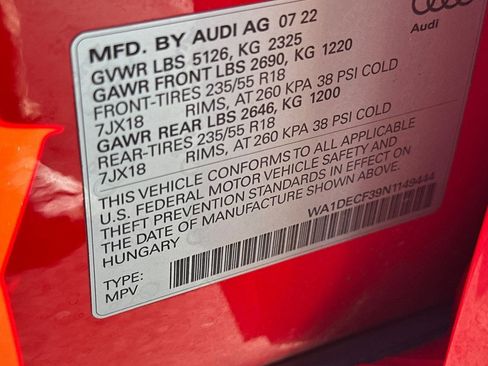 MFD. BY AUDI AG 07 22
Audi
GVWR LBS 5126, KG 2325
GAWR FRONT LBS 2690, KG 1220
FRONT-TIRES 235/55 R18
7JX18 RIMS, AT 260 KPA 38 PSI COLD
GAWR REAR LBS 2646, KG 1200
REAR-TIRES 235/55 R18
7JX18 RIMS, AT 260 KPA 38 PSI COLD
THIS VEHICLE CONFORMS TO ALL APPLICABLE
U.S. FEDERAL MOTOR VEHICLE SAFETY AND
THEFT PREVENTION STANDARDS IN EFFECT ON
THE DATE OF MANUFACTURE SHOWN ABOVE.
HUNGARY
WA1DECF39N1149444
TYPE:
MPV